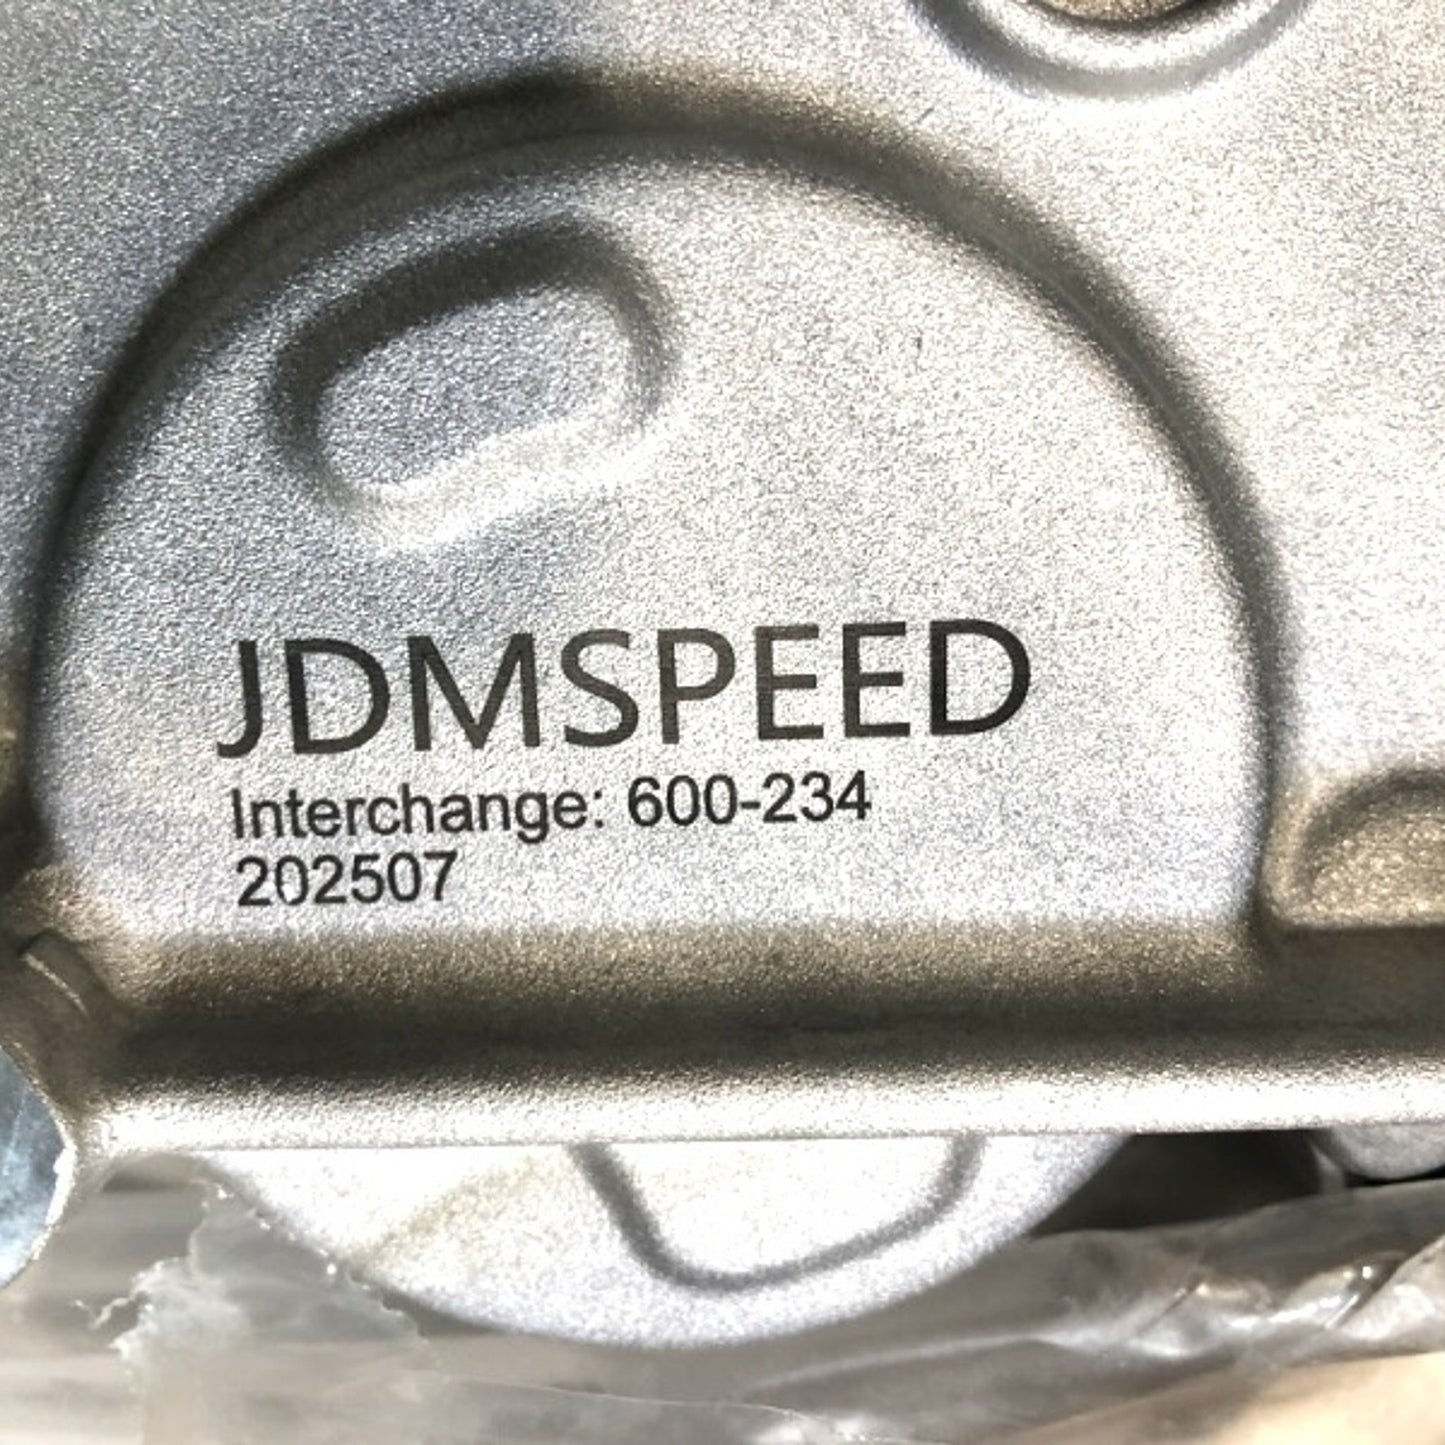 JDMSPEED
Interchange: 600-234
202507